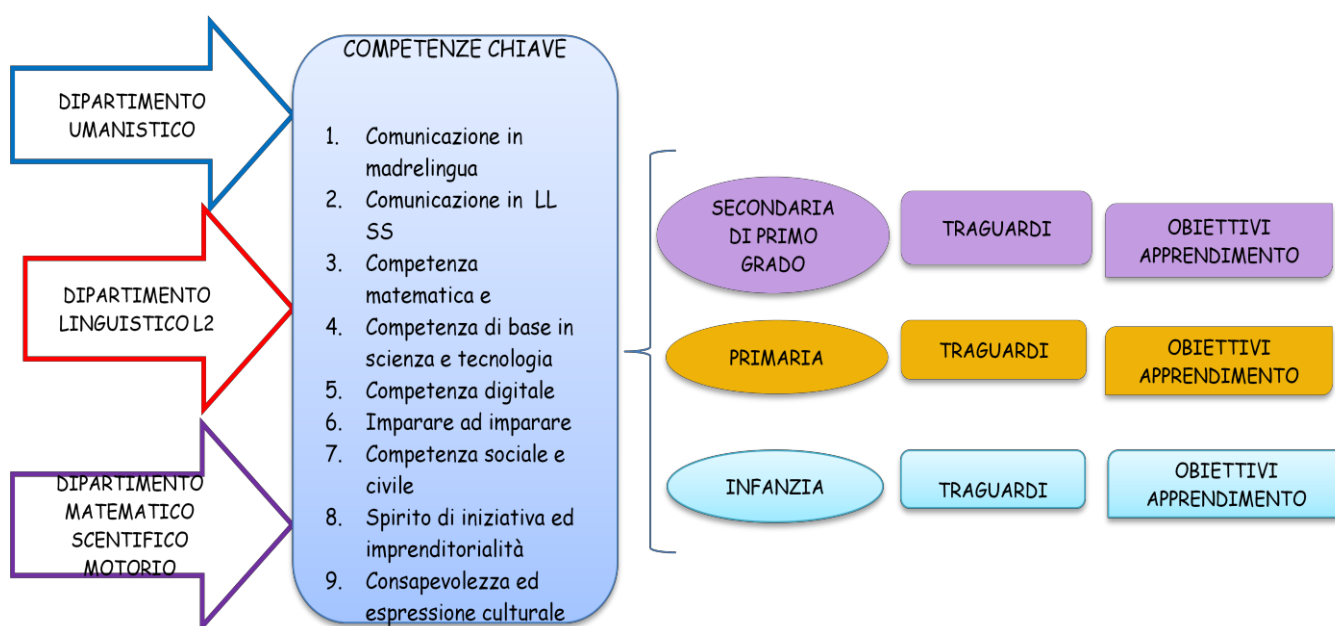 DIPARTIMENTO
UMANISTICO
DIPARTIMENTO
LINGUISTICO L2
DIPARTIMENTO
MATEMATICO
SCENTIFICO
MOTORIO
COMPETENZE CHIAVE
1. Comunicazione in
madrelingua
2. Comunicazione in LL
SS
3. Competenza
matematica e
4. Competenza di base in
scienza e tecnologia
5. Competenza digitale
6. Imparare ad imparare
7. Competenza sociale e
civile
8. Spirito di iniziativa ed
imprenditorialità
9. Consapevolezza ed
espressione culturale
SECONDARIA
DI PRIMO
GRADO
TRAGUARDI
OBIETTIVI
APPRENDIMENTO
PRIMARIA
TRAGUARDI
OBIETTIVI
APPRENDIMENTO
INFANZIA
TRAGUARDI
OBIETTIVI
APPRENDIMENTO